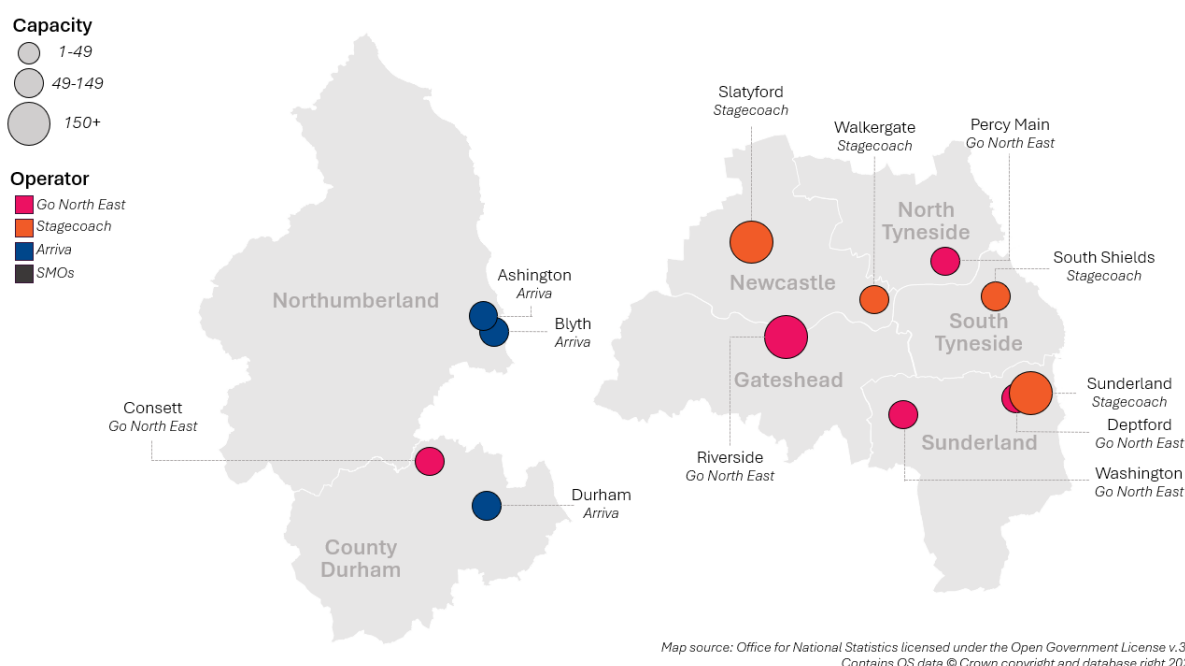 Capacity
1-49
49-149
150+
Operator
Go North East
Stagecoach
Arriva
SMOs
Slatyford
Stagecoach
Walkergate
Stagecoach
Percy Main
Go North East
North
Tyneside
South Shields
Stagecoach
Newcastle
Ashington
Arriva
Northumberland
Blyth
Arriva
South
Tyneside
Gateshead
Sunderland
Stagecoach
Consett
Go North East
Deptford
Go North East
Sunderland
Riverside
Go North East
Washington
Go North East
Durham
Arriva
County
Durham
Map source: Office for National Statistics licensed under the Open Government License v.3
Contains OS data © Crown copyright and database right